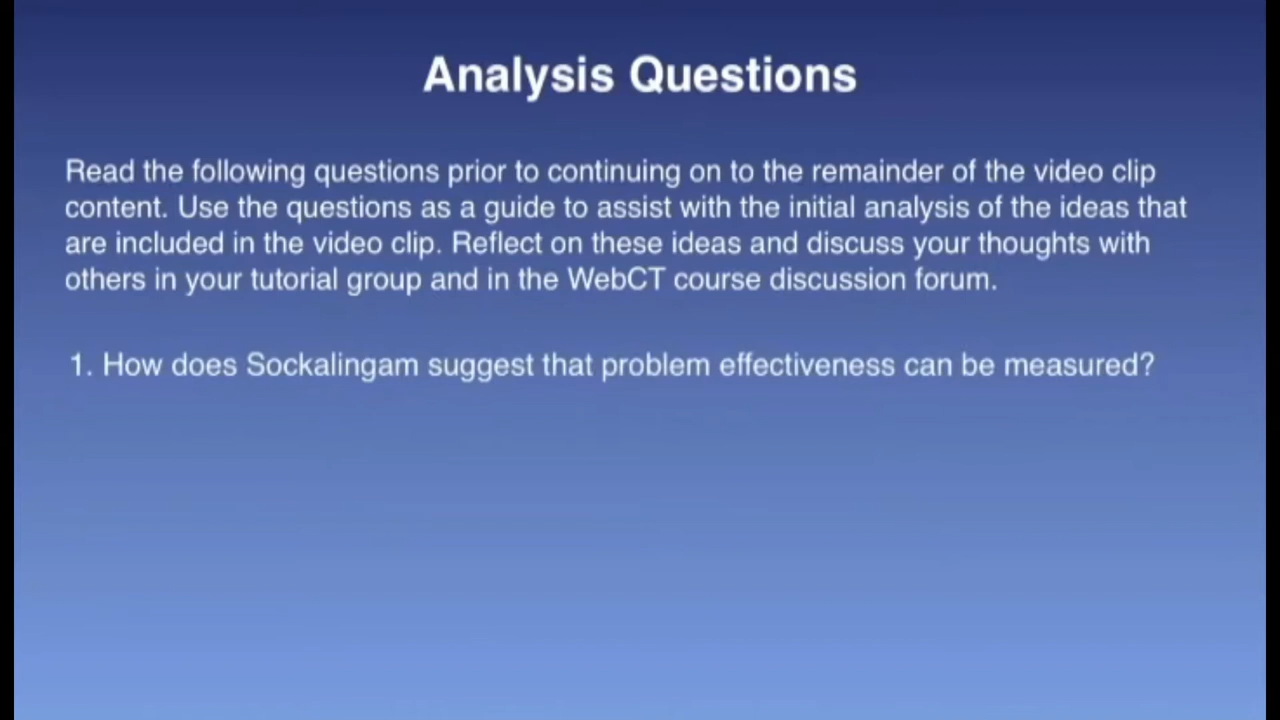 Analysis Questions
Read the following questions prior to continuing on to the remainder of the video clip
content. Use the questions as a guide to assist with the initial analysis of the ideas that
are included in the video clip. Reflect on these ideas and discuss your thoughts with
others in your tutorial group and in the WebCT course discussion forum.
1. How does Sockalingam suggest that problem effectiveness can be measured?